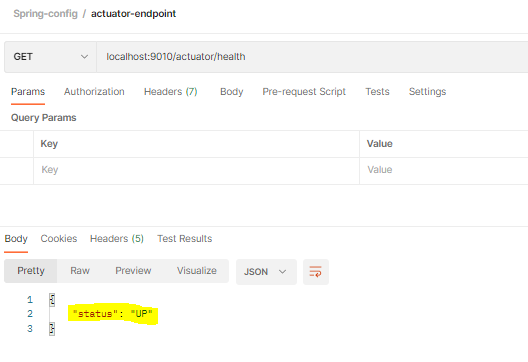 Spring-config / actuator-endpoint
GET localhost:9010/actuator/health
Params Authorization Headers (7) Body Pre-request Script Tests Settings
Query Params
Key Value
Key Value
Body Cookies Headers (5) Test Results
Pretty Raw Preview Visualize JSON
1 {
2 "status": "UP"
3 }